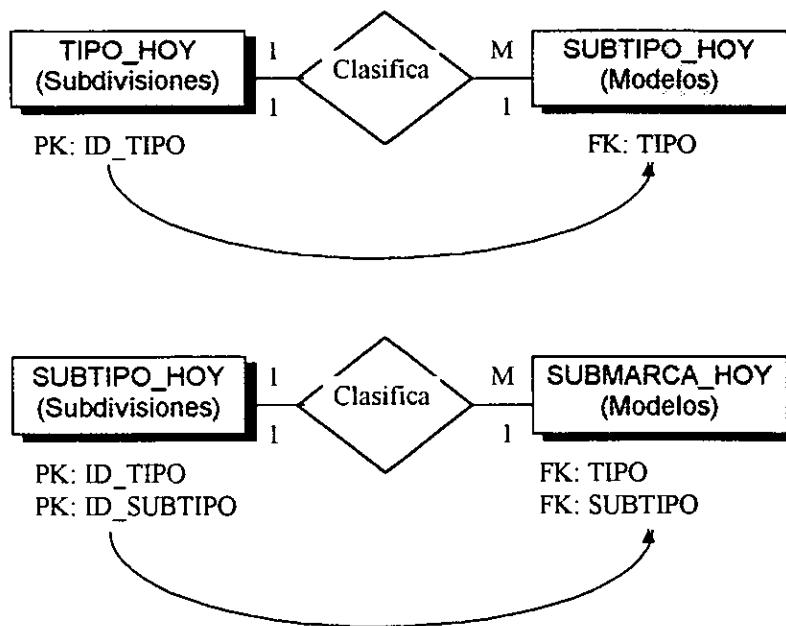 TIPO_HOY
(Subdivisiones)
1
1
Clasifica
M
1
SUBTIPO_HOY
(Modelos)
PK: ID_TIPO
FK: TIPO
SUBTIPO_HOY
(Subdivisiones)
1
1
Clasifica
M
1
SUBMARCA_HOY
(Modelos)
PK: ID_TIPO
PK: ID_SUBTIPO
FK: TIPO
FK: SUBTIPO